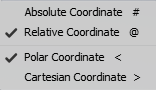 Absolute Coordinate #
Relative Coordinate @
Polar Coordinate <
Cartesian Coordinate >